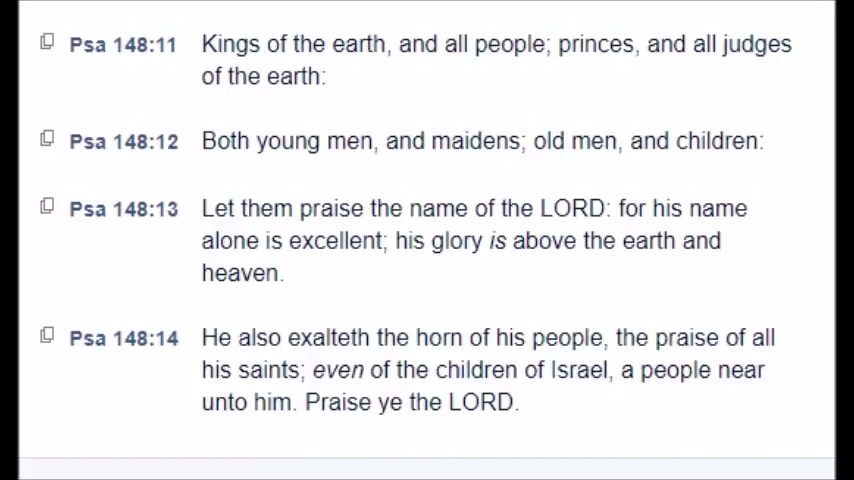 Psa 148:11 Kings of the earth, and all people; princes, and all judges
of the earth:
Psa 148:12 Both young men, and maidens; old men, and children:
Psa 148:13 Let them praise the name of the LORD: for his name
alone is excellent; his glory is above the earth and
heaven.
Psa 148:14 He also exalteth the horn of his people, the praise of all
his saints; even of the children of Israel, a people near
unto him. Praise ye the LORD.